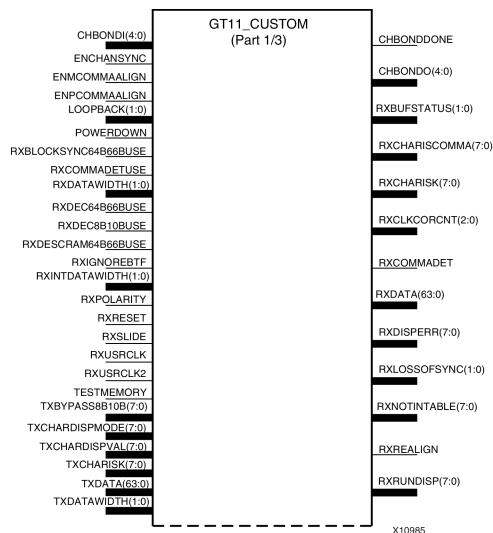 GT11_CUSTOM
(Part 1/3)
CHBONDI(4:0)
ENCHANSYNC
ENMCOMMAALIGN
ENPCOMMAALIGN
LOOPBACK(1:0)
POWERDOWN
RXBLOCKSYNC64B66BUSE
RXCOMMADETUSE
RXDATAWIDTH(1:0)
RXDEC64B66BUSE
RXDEC8B10BUSE
RXDESCRAM64B66BUSE
RXIGNOREBTF
RXINTDATAWIDTH(1:0)
RXPOLARITY
RXRESET
RXSLIDE
RXUSRCLK
RXUSRCLK2
TESTMEMORY
TXBYPASS8B10B(7:0)
TXCHARDISPMODE(7:0)
TXCHARDISPVAL(7:0)
TXCHARISK(7:0)
TXDATA(63:0)
TXDATAWIDTH(1:0)
CHBONDDONE
CHBONDO(4:0)
RXBUFSTATUS(1:0)
RXCHARISCOMMA(7:0)
RXCHARISK(7:0)
RXCLKCORCNT(2:0)
RXCOMMADET
RXDATA(63:0)
RXDISPERR(7:0)
RXLOSSOFSYNC(1:0)
RXNOTINTABLE(7:0)
RXREALIGN
RXRUNDISP(7:0)
X10985